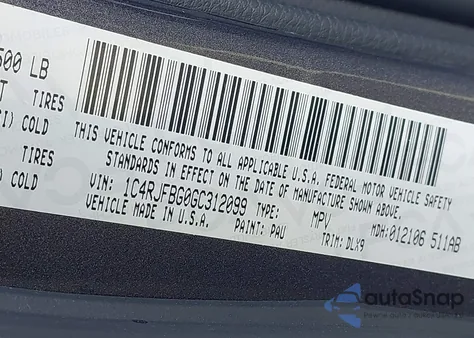 500 LB
TIRES
COLD
TIRES
COLD
THIS VEHICLE CONFORMS TO ALL APPLICABLE U.S.A. FEDERAL MOTOR VEHICLE SAFETY
STANDARDS IN EFFECT ON THE DATE OF MANUFACTURE SHOWN ABOVE.
VIN: 1C4RJFBG0GC312099 TYPE: MPV MDH:012106 511AB
VEHICLE MADE IN U.S.A. PAINT: PAU TRIM: DLX9
autoSnap